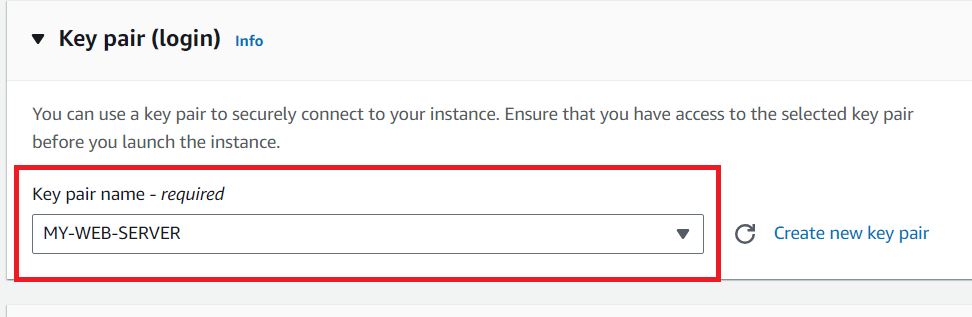 Key pair (login) Info
You can use a key pair to securely connect to your instance. Ensure that you have access to the selected key pair
before you launch the instance.
Key pair name - required
MY-WEB-SERVER
Create new key pair